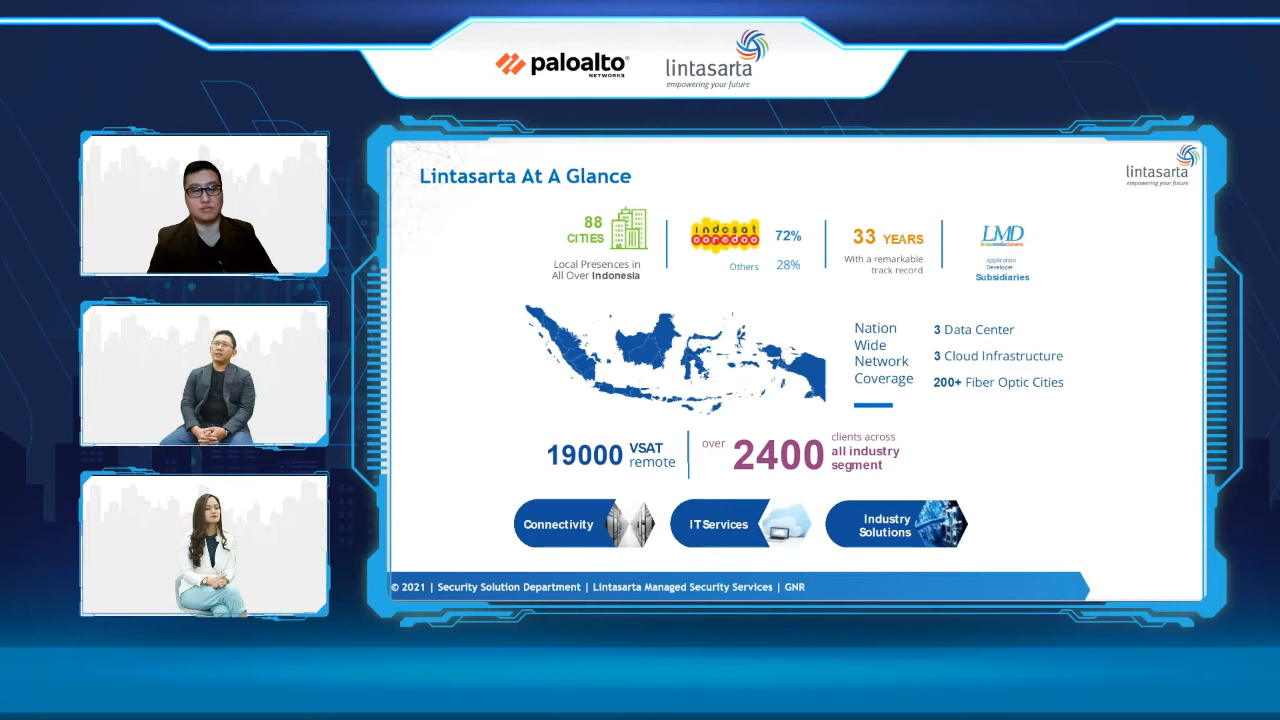 paloalto
NETWORKS
lintasarta
empowering your future
Lintasarta At A Glance
lintasarta
empowering your future
88
CITIES
Local Presences in
All Over Indonesia
indosat
ooredoo
72%
Others 28%
33 YEARS
With a remarkable
track record
LMD
lintasmediadanawa
Application
Developer
Subsidiaries
Nation
Wide
Network
Coverage
3 Data Center
3 Cloud Infrastructure
200+ Fiber Optic Cities
19000 VSAT
remote
over 2400 clients across
all industry
segment
Connectivity
IT Services
Industry
Solutions
© 2021 | Security Solution Department | Lintasarta Managed Security Services | GNR